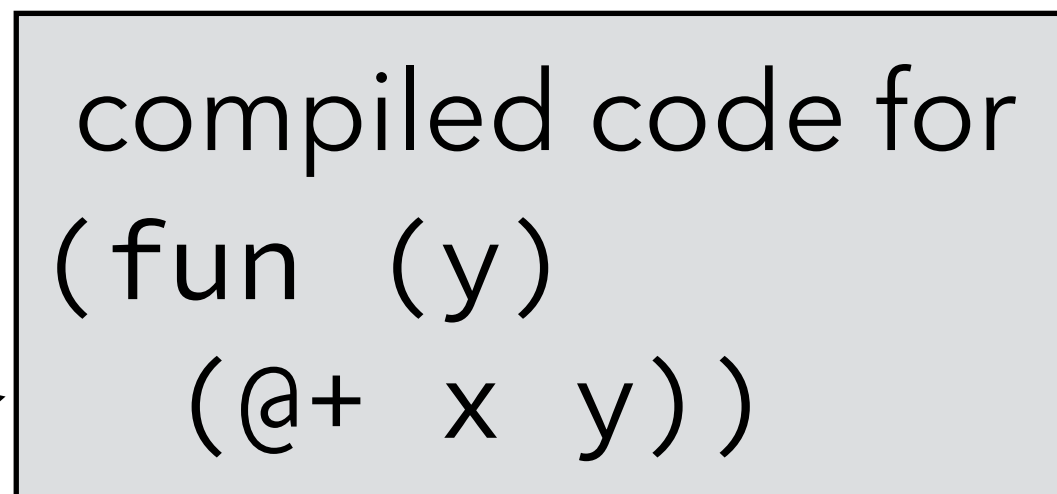 compiled code for
(fun (y)
(@+ x y))